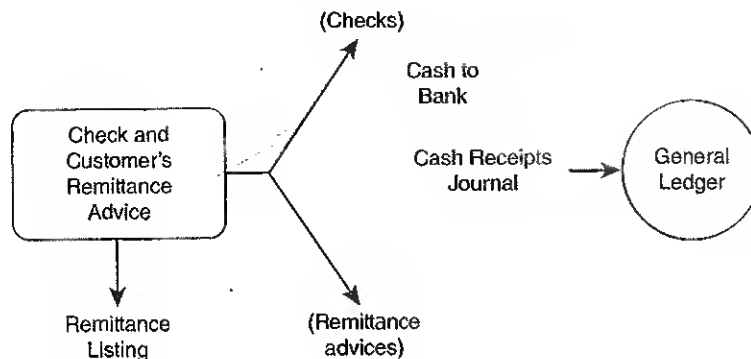 (Checks)
Cash to
Bank
Check and
Customer's
Remittance
Advice
Cash Receipts
Journal
General
Ledger
Remittance
Listing
(Remittance
advices)